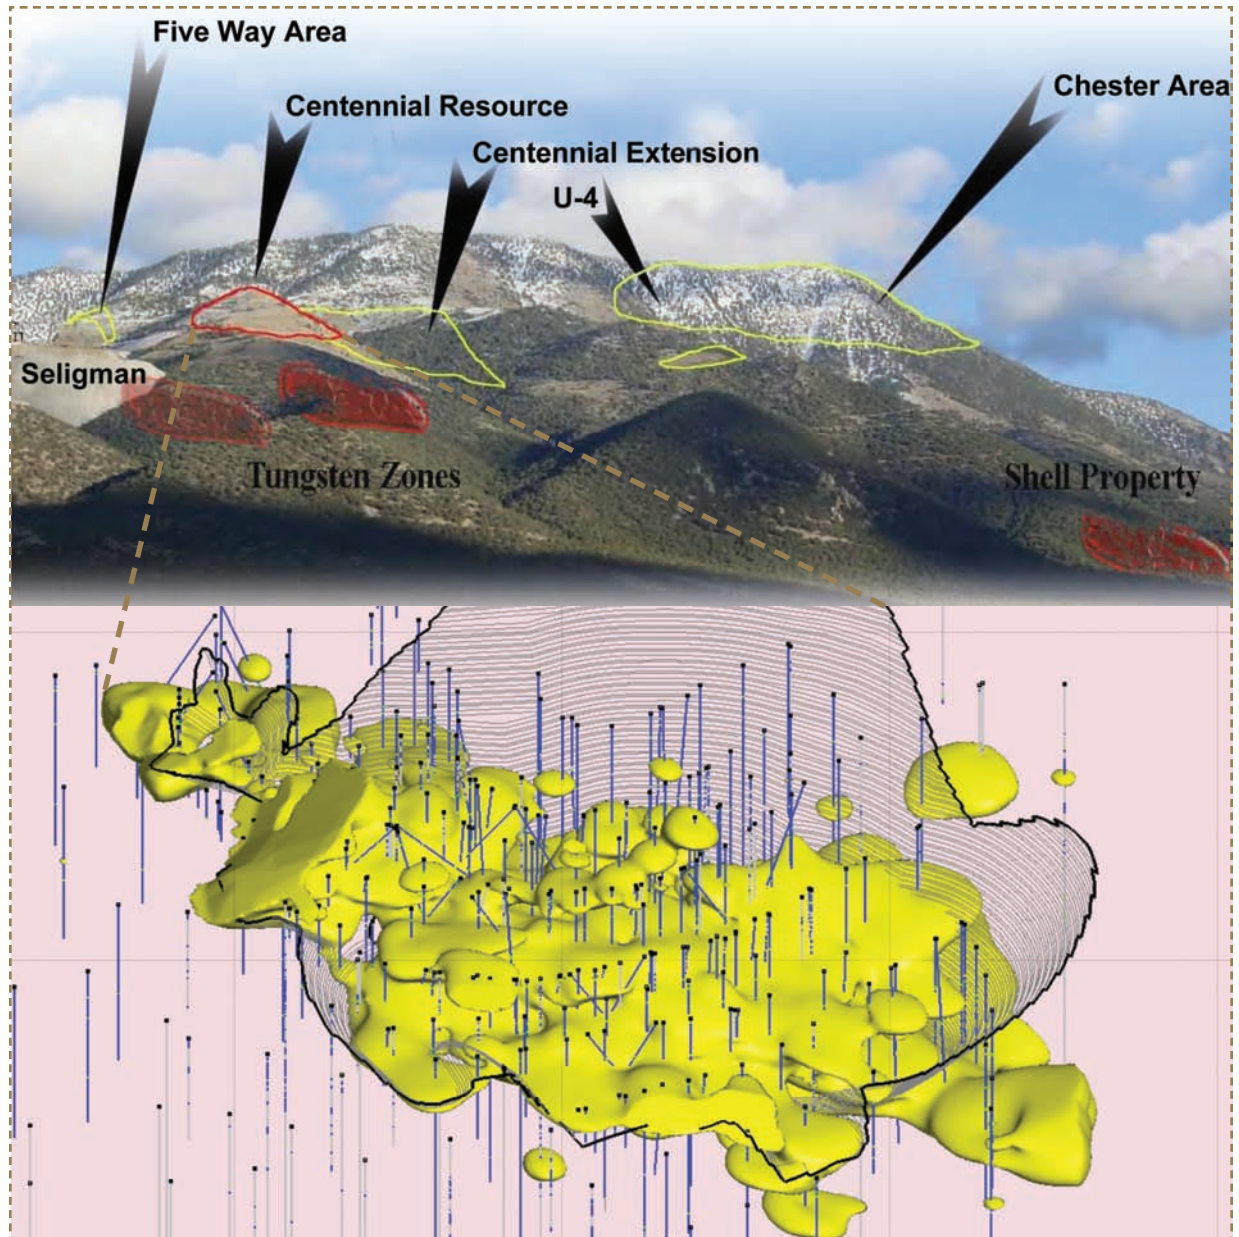 Five Way Area
Centennial Resource
Chester Area
Centennial Extension
U-4
Seligman
Tungsten Zones
Shell Property